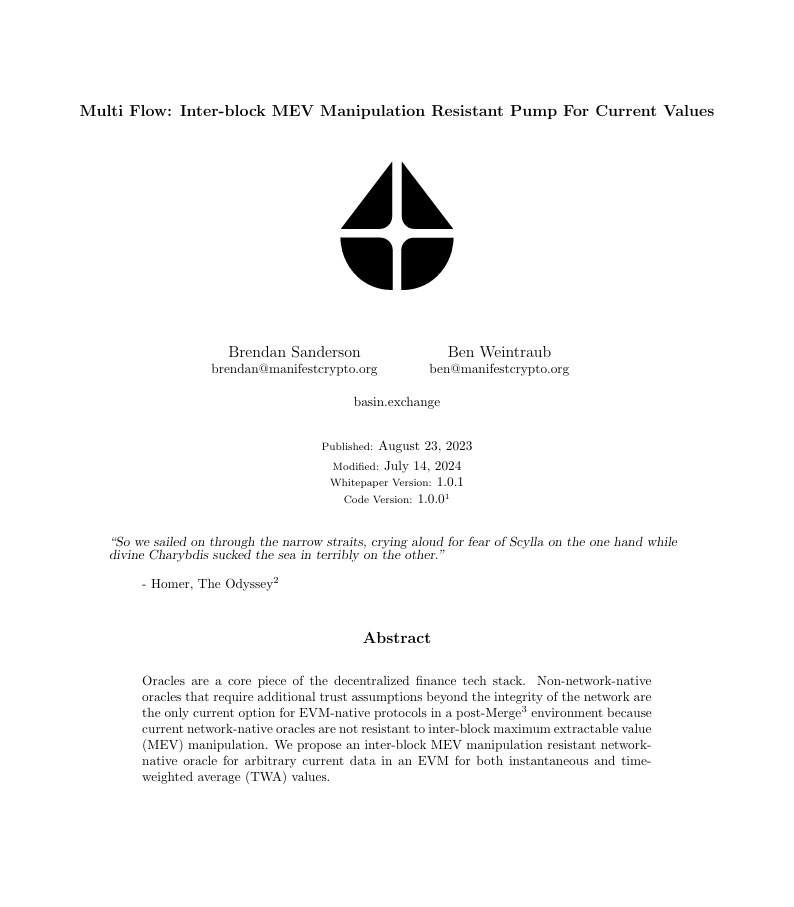 Multi Flow: Inter-block MEV Manipulation Resistant Pump For Current Values
Brendan Sanderson
brendan@manifestcrypto.org
Ben Weintraub
ben@manifestcrypto.org
basin.exchange
Published: August 23, 2023
Modified: July 14, 2024
Whitepaper Version: 1.0.1
Code Version: 1.0.0¹
“So we sailed on through the narrow straits, crying aloud for fear of Scylla on the one hand while
divine Charybdis sucked the sea in terribly on the other.”
- Homer, The Odyssey²
Abstract
Oracles are a core piece of the decentralized finance tech stack. Non-network-native
oracles that require additional trust assumptions beyond the integrity of the network are
the only current option for EVM-native protocols in a post-Merge³ environment because
current network-native oracles are not resistant to inter-block maximum extractable value
(MEV) manipulation. We propose an inter-block MEV manipulation resistant network-
native oracle for arbitrary current data in an EVM for both instantaneous and time-
weighted average (TWA) values.